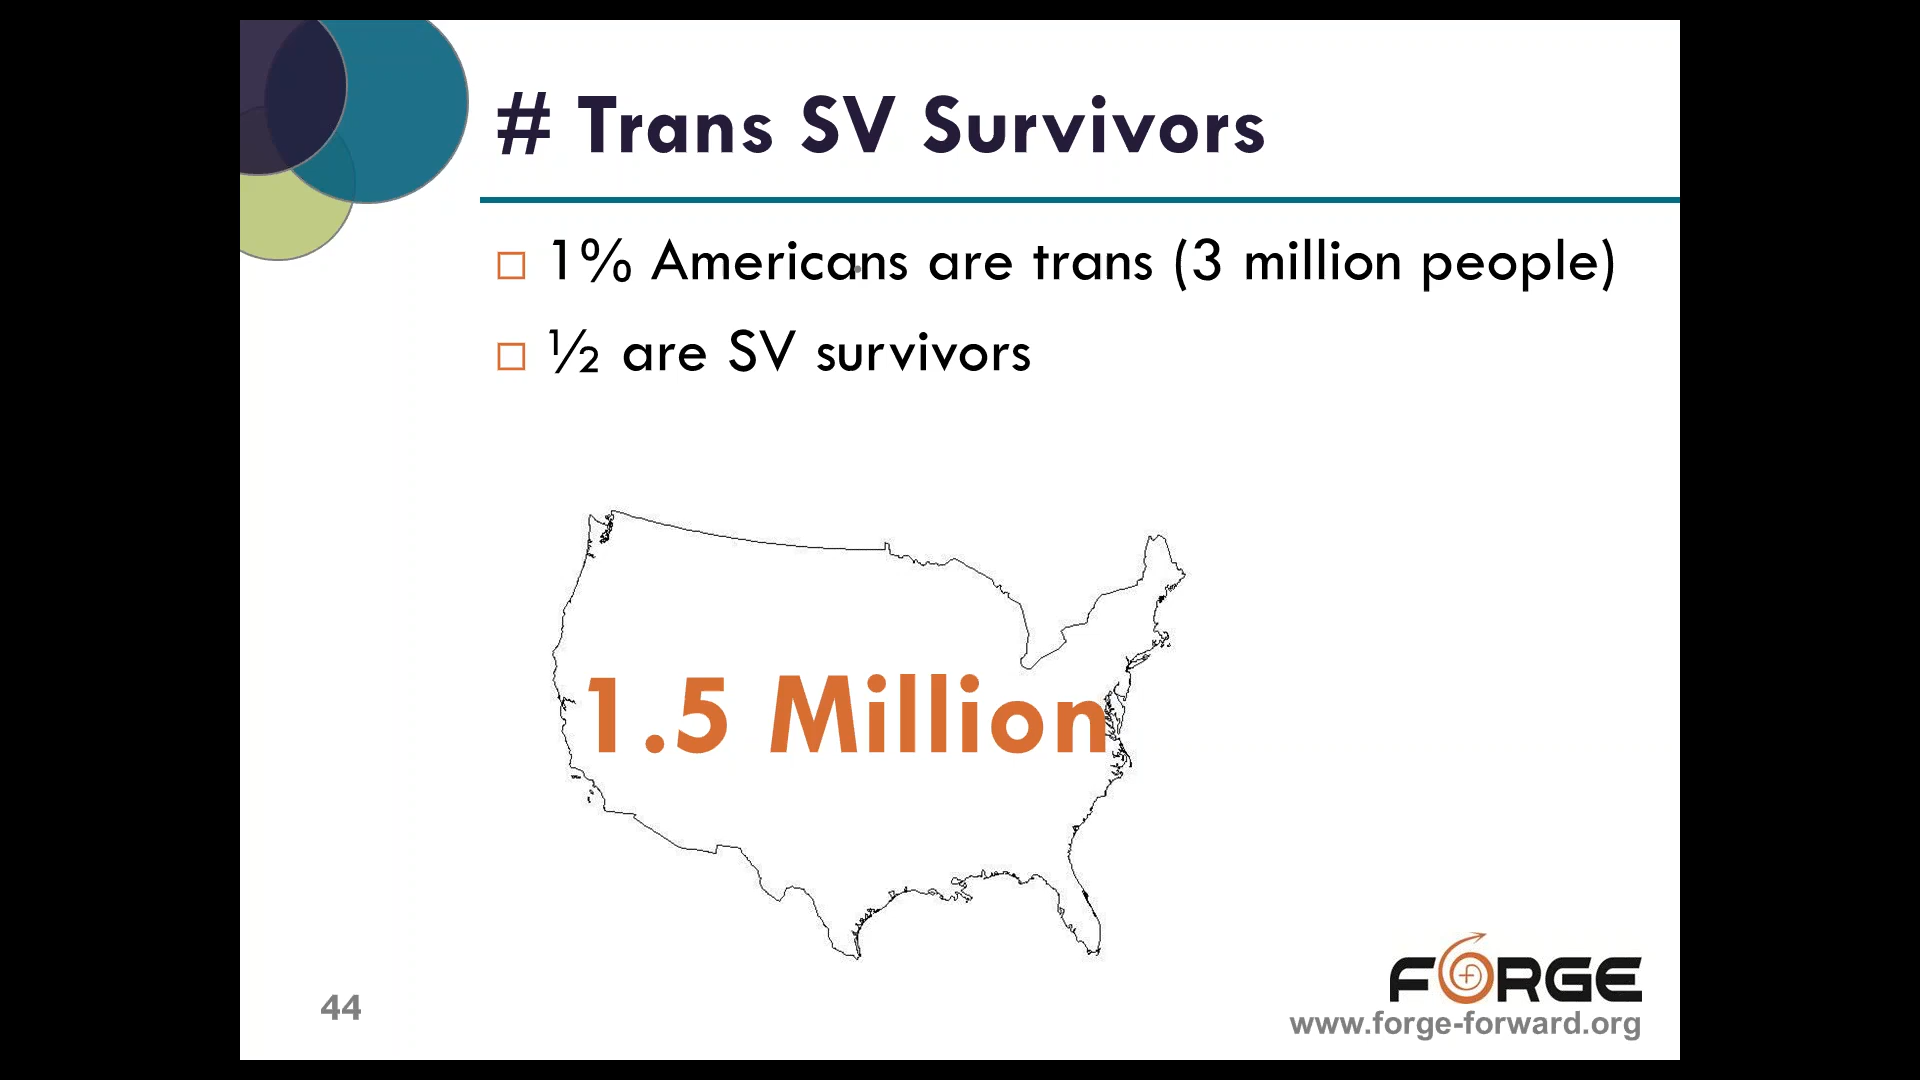 # Trans SV Survivors
1% Americans are trans (3 million people)
½ are SV survivors
1.5 Million
FORGE
www.forge-forward.org
44